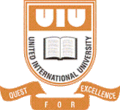 UIU
UNITED INTERNATIONAL UNIVERSITY
QUEST
FOR
EXCELLENCE